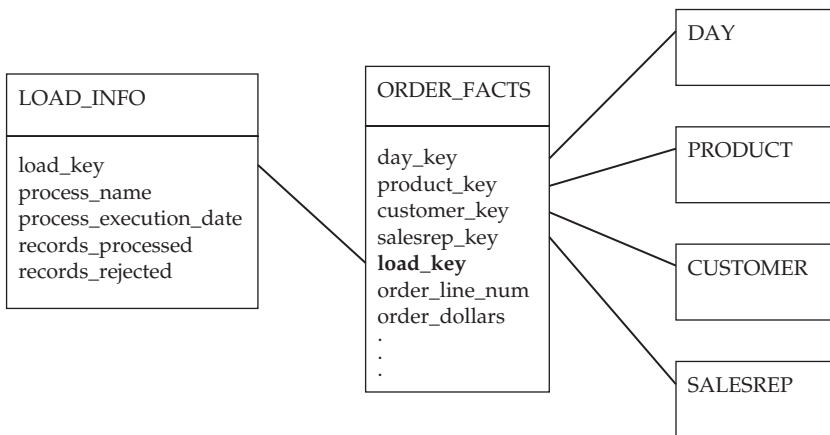 LOAD_INFO
load_key
process_name
process_execution_date
records_processed
records_rejected
ORDER_FACTS
day_key
product_key
customer_key
salesrep_key
load_key
order_line_num
order_dollars
.
.
.
DAY
PRODUCT
CUSTOMER
SALESREP